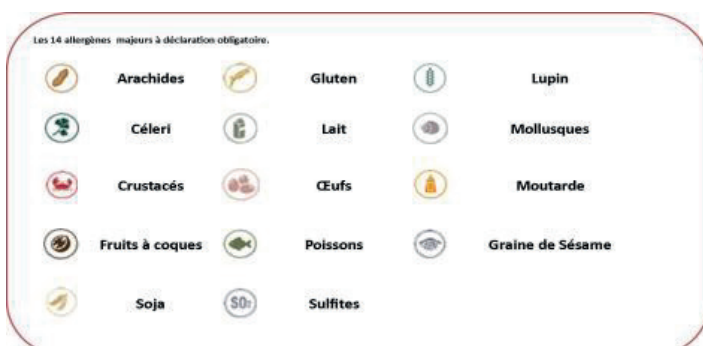 Les 14 allergènes majeurs à déclaration obligatoire.
Arachides Gluten Lupin
Céleri Lait Mollusques
Crustacés Œufs Moutarde
Fruits à coques Poissons Graine de Sésame
Soja SO₂ Sulfites